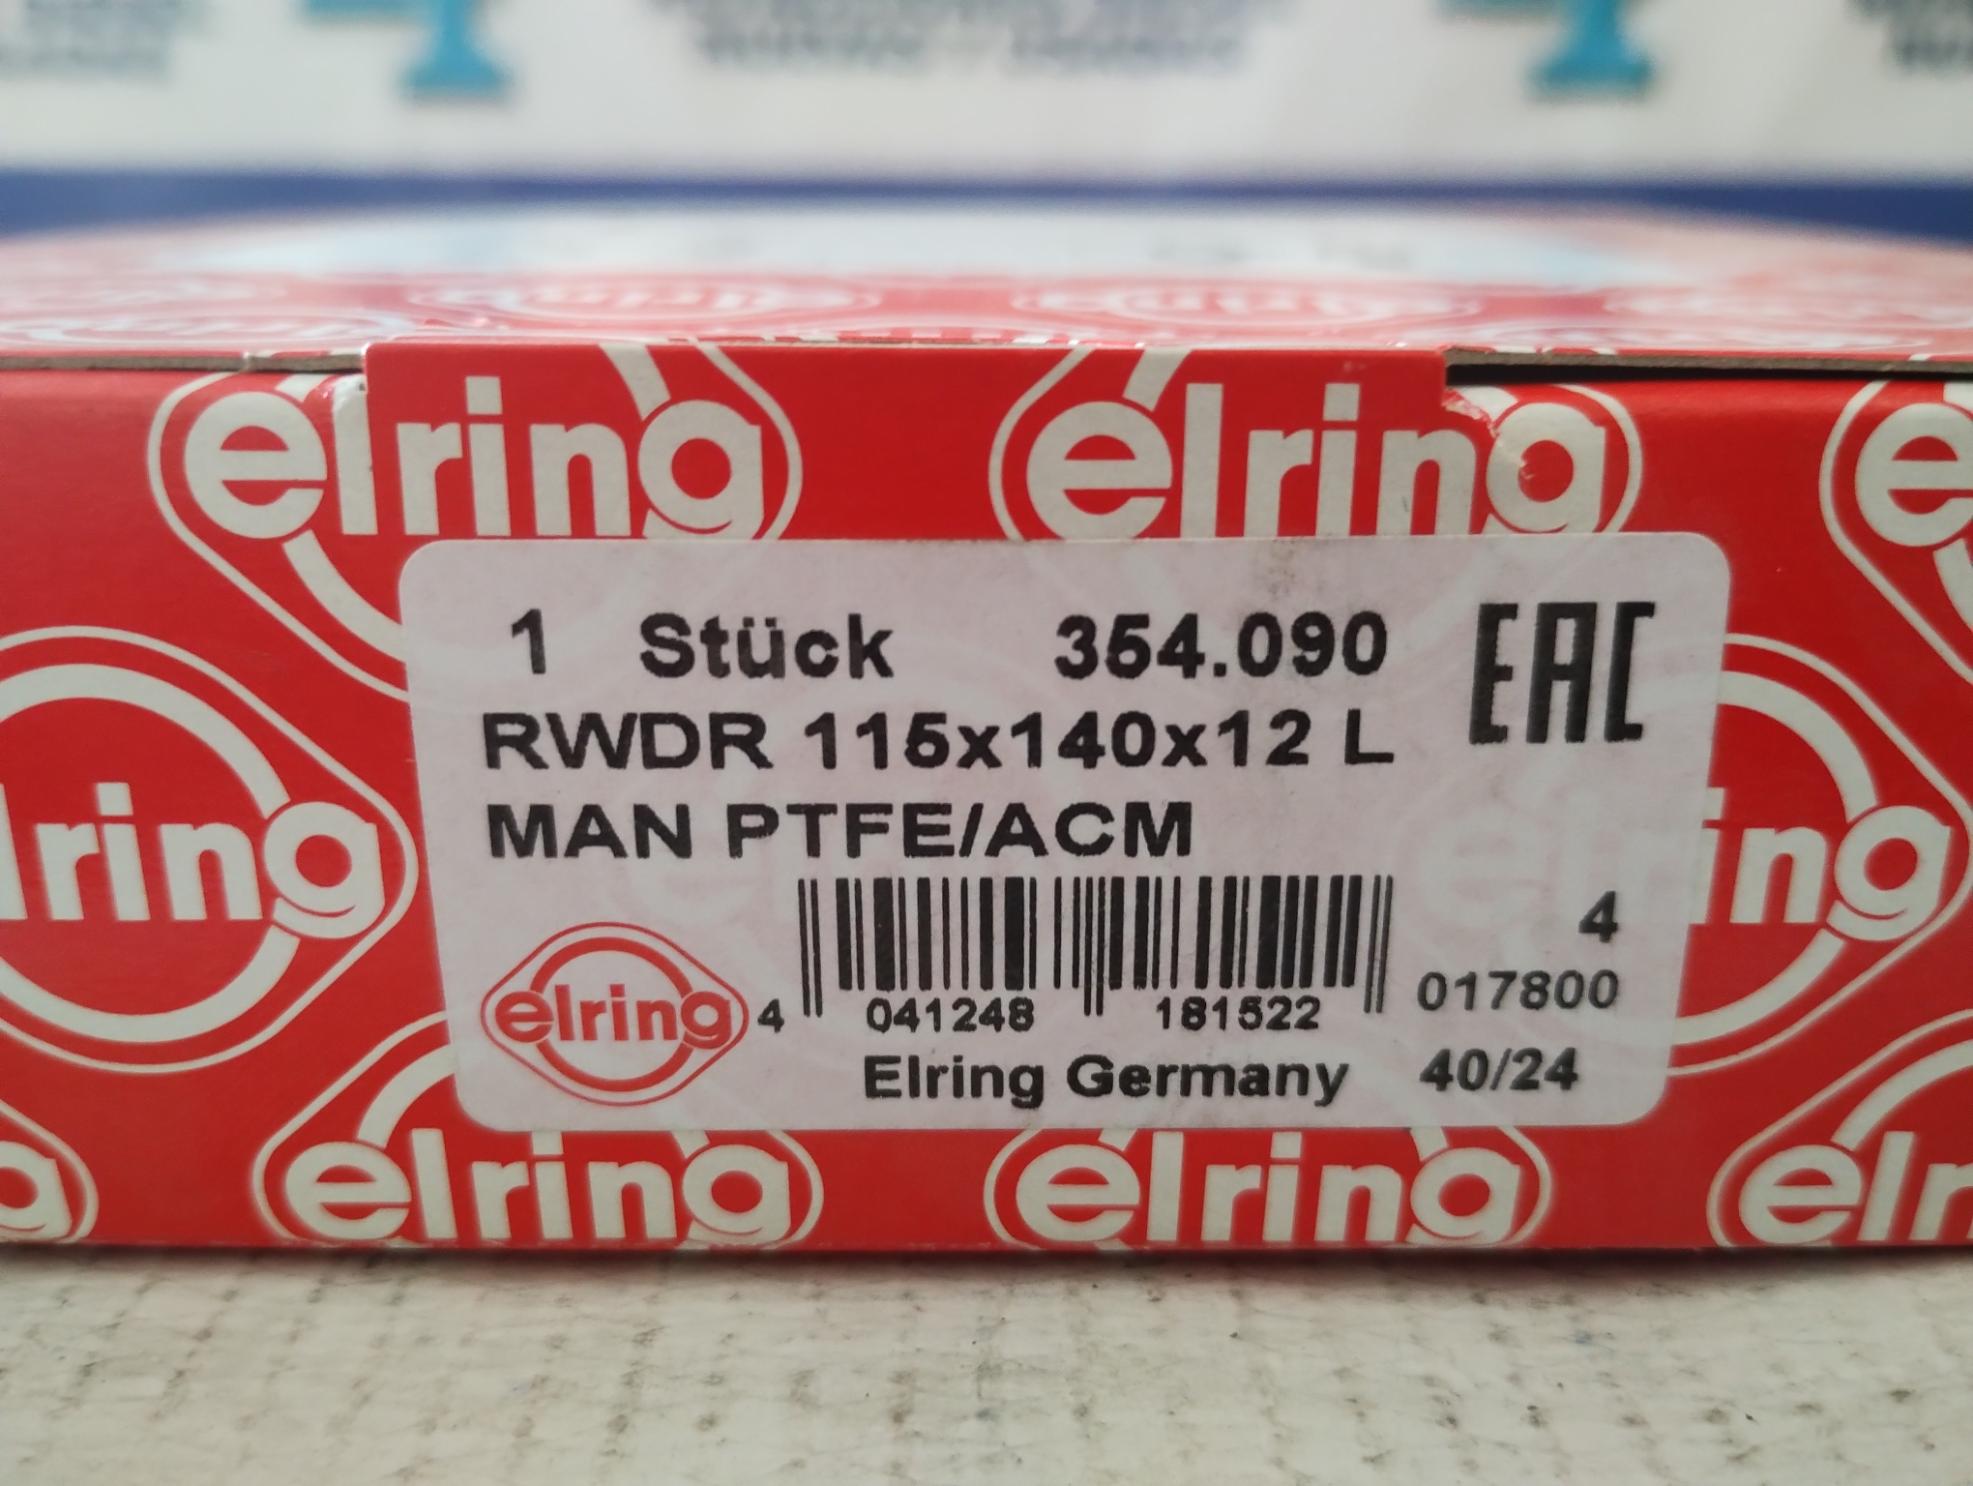 elring elring
1 Stück 354.090 EAC
RWDR 115x140x12 L
MAN PTFE/ACM
elring
4 041248 181522
4
017800
Elring Germany 40/24
elring elring